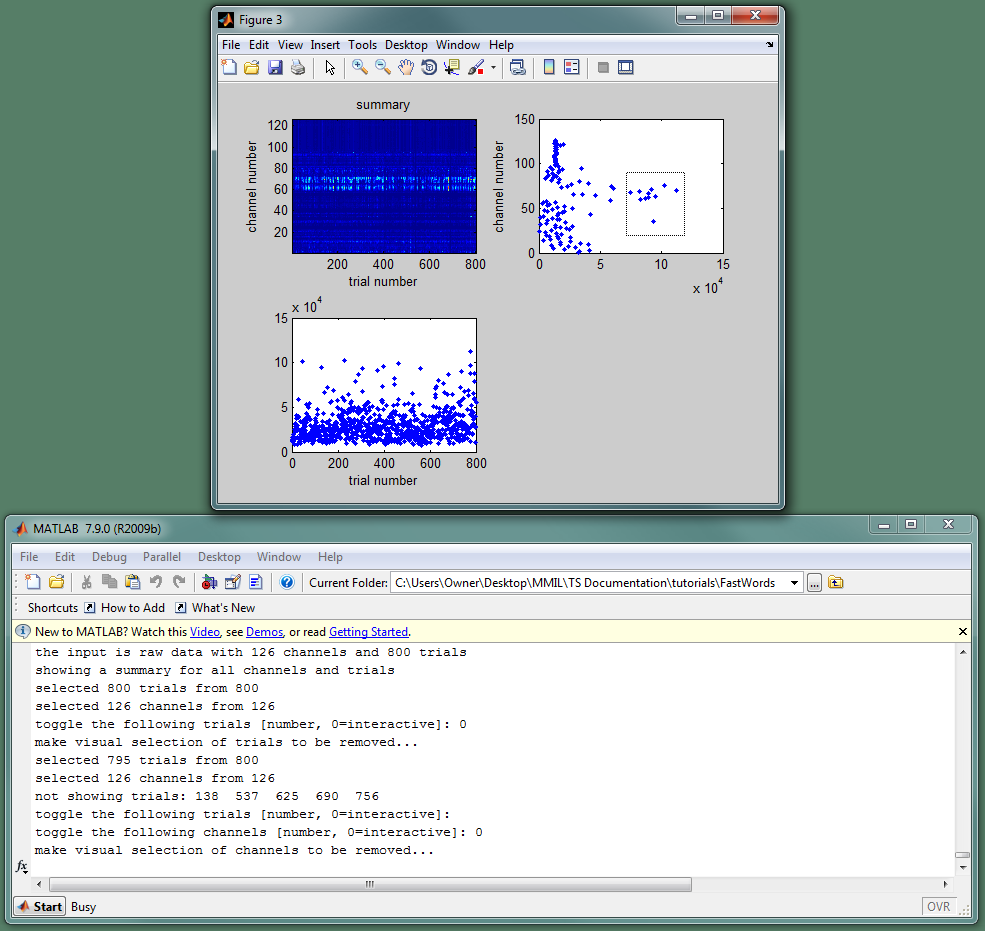 Figure 3
File Edit View Insert Tools Desktop Window Help
summary
120
100
80
60
40
20
channel number
200 400 600 800
trial number
150
100
50
0
channel number
0 5 10 15
x 10^4
x 10^4
15
10
5
0
0 200 400 600 800
trial number
MATLAB 7.9.0 (R2009b)
File Edit Debug Parallel Desktop Window Help
Current Folder: C:\Users\Owner\Desktop\MMIL\TS Documentation\tutorials\FastWords ...
Shortcuts How to Add What's New
New to MATLAB? Watch this Video, see Demos, or read Getting Started.
the input is raw data with 126 channels and 800 trials
showing a summary for all channels and trials
selected 800 trials from 800
selected 126 channels from 126
toggle the following trials [number, 0=interactive]: 0
make visual selection of trials to be removed...
selected 795 trials from 800
selected 126 channels from 126
not showing trials: 138 537 625 690 756
toggle the following trials [number, 0=interactive]:
toggle the following channels [number, 0=interactive]: 0
make visual selection of channels to be removed...
fx
Start Busy OVR